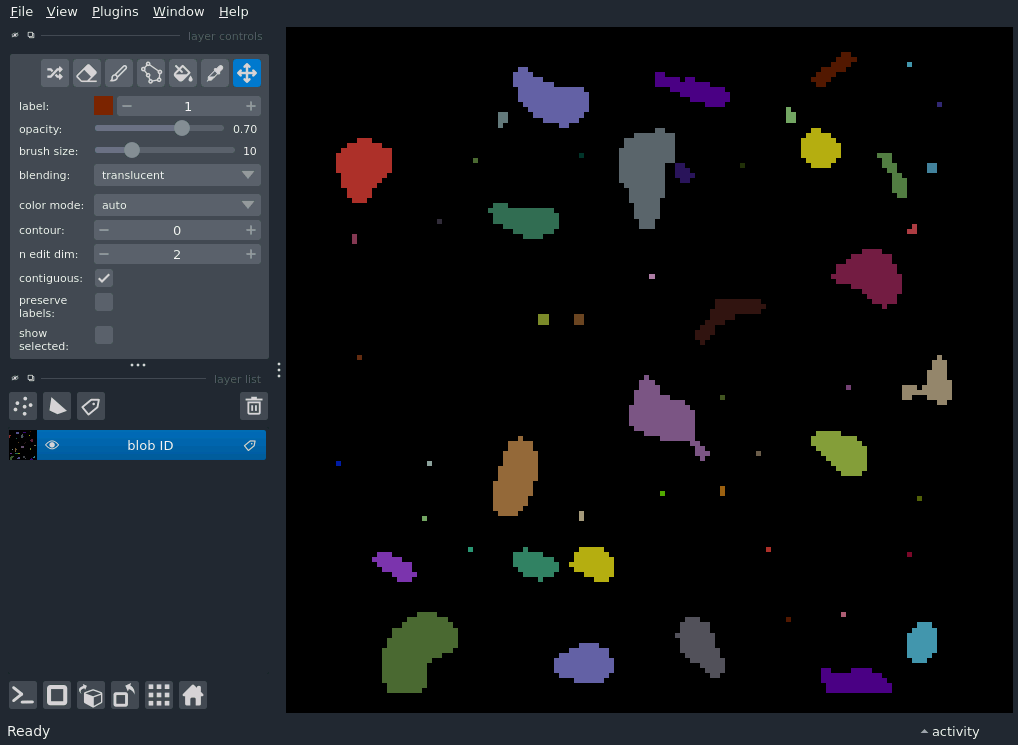 File View Plugins Window Help
layer controls
label: 1
opacity: 0.70
brush size: 10
blending: translucent
color mode: auto
contour: 0
n edit dim: 2
contiguous:
preserve
labels:
show
selected:
layer list
blob ID
Ready
activity